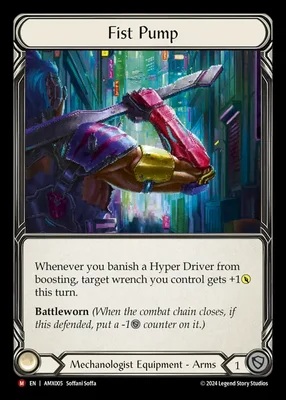 Fist Pump
Whenever you banish a Hyper Driver from
boosting, target wrench you control gets +1
this turn.
Battleworn (When the combat chain closes, if
this defended, put a -1 counter on it.)
Mechanologist Equipment - Arms
1
M EN | AMX005 Soffani Soffa
©2024 Legend Story Studios